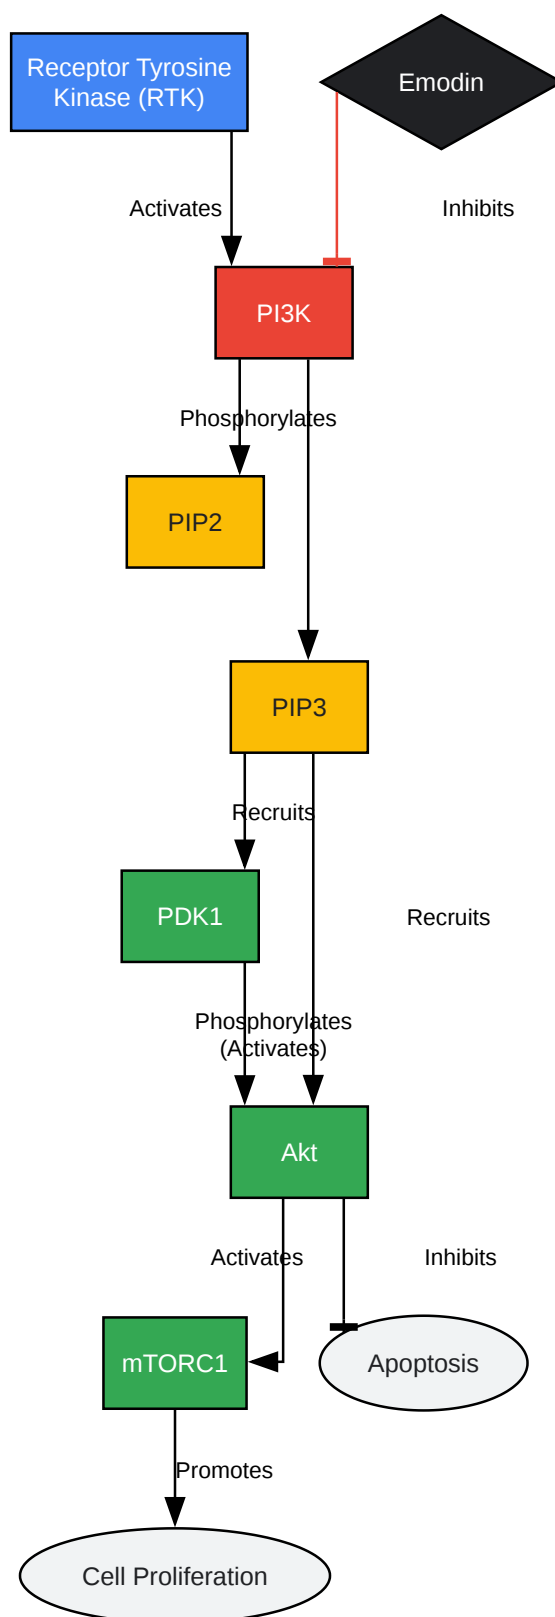 Receptor Tyrosine
Kinase (RTK)
Emodin
Activates
Inhibits
PI3K
Phosphorylates
PIP2
PIP3
Recruits
PDK1
Recruits
Phosphorylates
(Activates)
Akt
Activates
Inhibits
mTORC1
Apoptosis
Promotes
Cell Proliferation